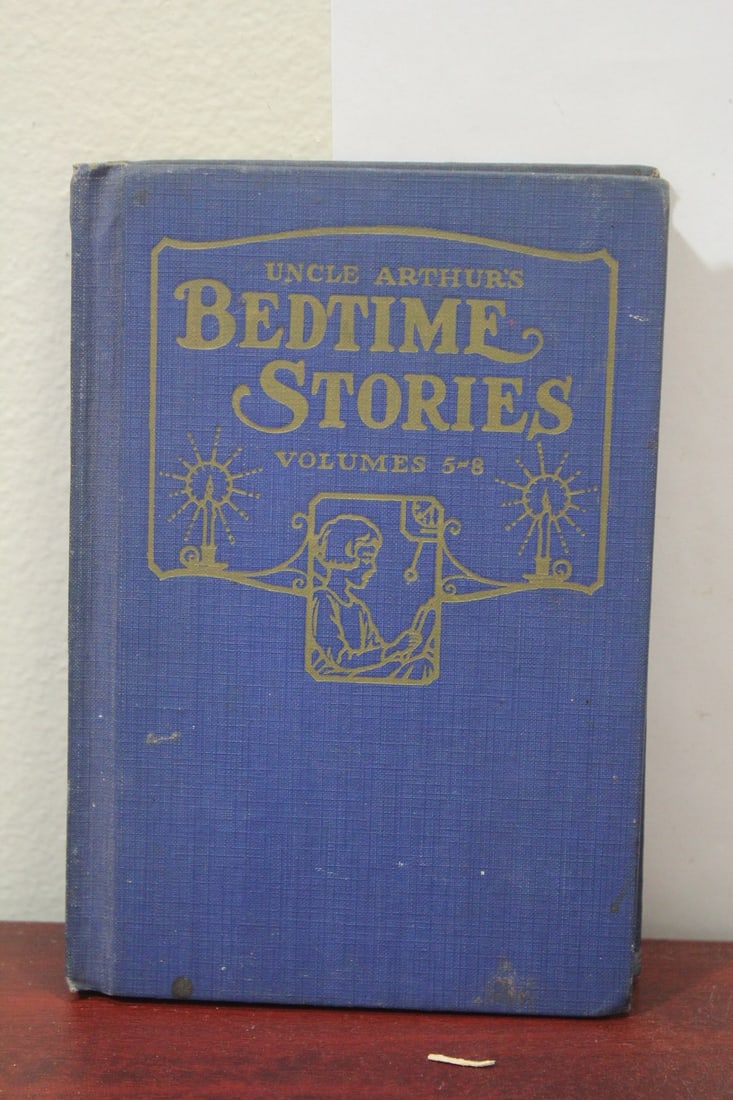 UNCLE ARTHUR'S
BEDTIME
STORIES
VOLUMES 5-8